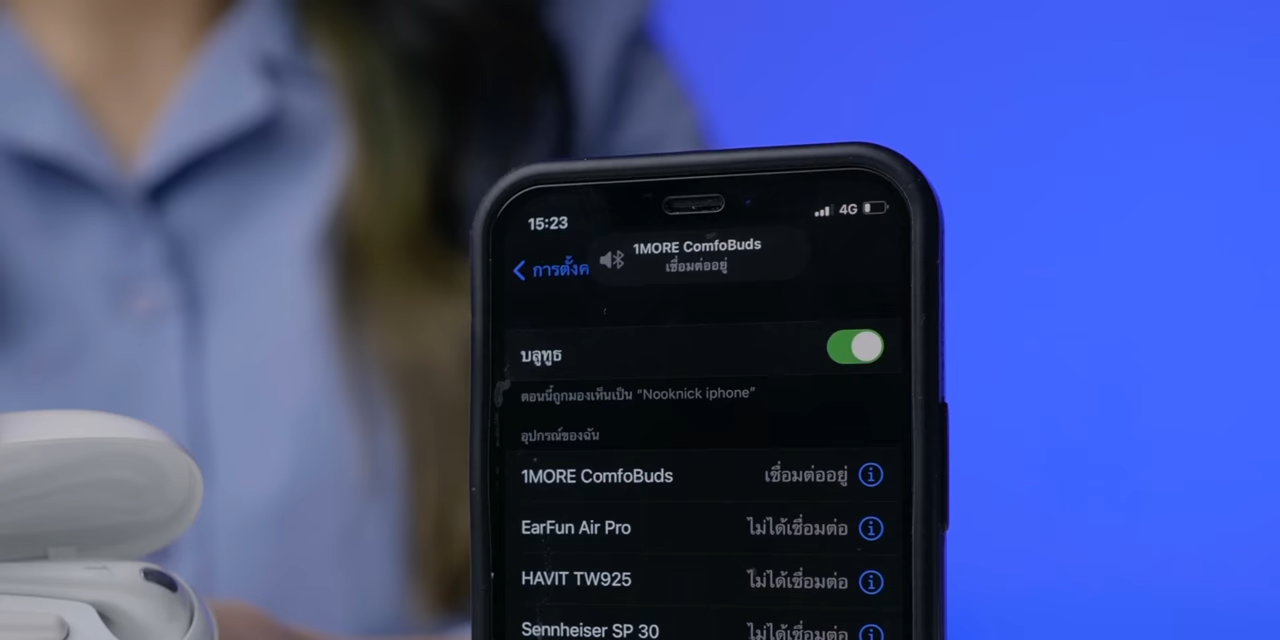 15:23
4G
1MORE ComfoBuds
เชื่อมต่ออยู่
การตั้งค
บลูทูธ
ตอนนี้ถูกมองเห็นเป็น “Nooknick iphone”
อุปกรณ์ของฉัน
1MORE ComfoBuds เชื่อมต่ออยู่
EarFun Air Pro ไม่ได้เชื่อมต่อ
HAVIT TW925 ไม่ได้เชื่อมต่อ
Sennheiser SP 30 ไม่ได้เชื่อมต่อ